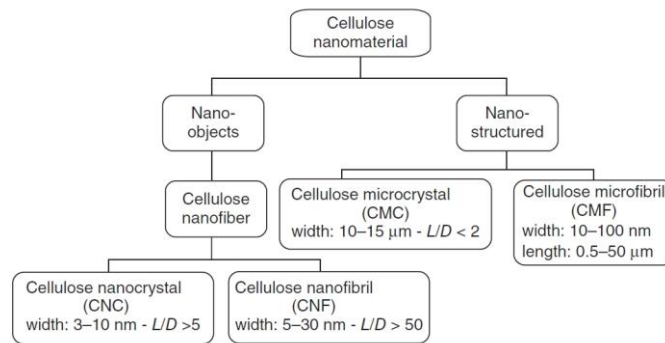 Cellulose
nanomaterial
Nano-
objects
Nano-
structured
Cellulose
nanofiber
Cellulose microcrystal
(CMC)
width: 10–15 μm - L/D < 2
Cellulose microfibril
(CMF)
width: 10–100 nm
length: 0.5–50 μm
Cellulose nanocrystal
(CNC)
width: 3–10 nm - L/D >5
Cellulose nanofibril
(CNF)
width: 5–30 nm - L/D > 50